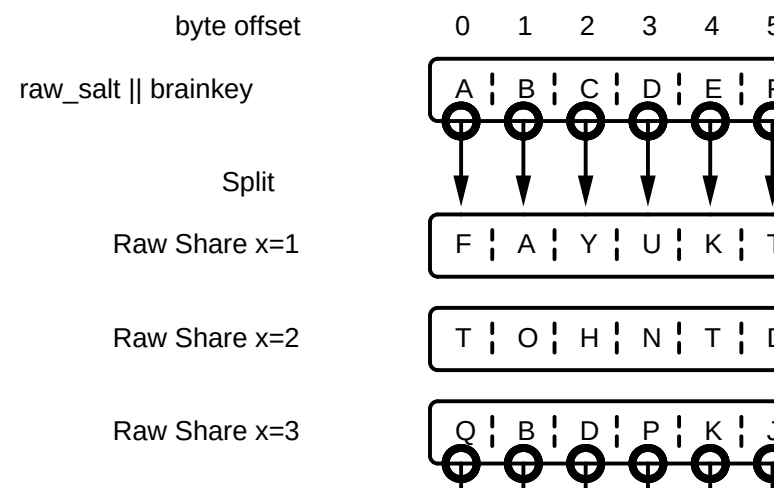 byte offset 0 1 2 3 4
raw_salt || brainkey A B C D E
Split
Raw Share x=1 F A Y U K
Raw Share x=2 T O H N T
Raw Share x=3 Q B D P K